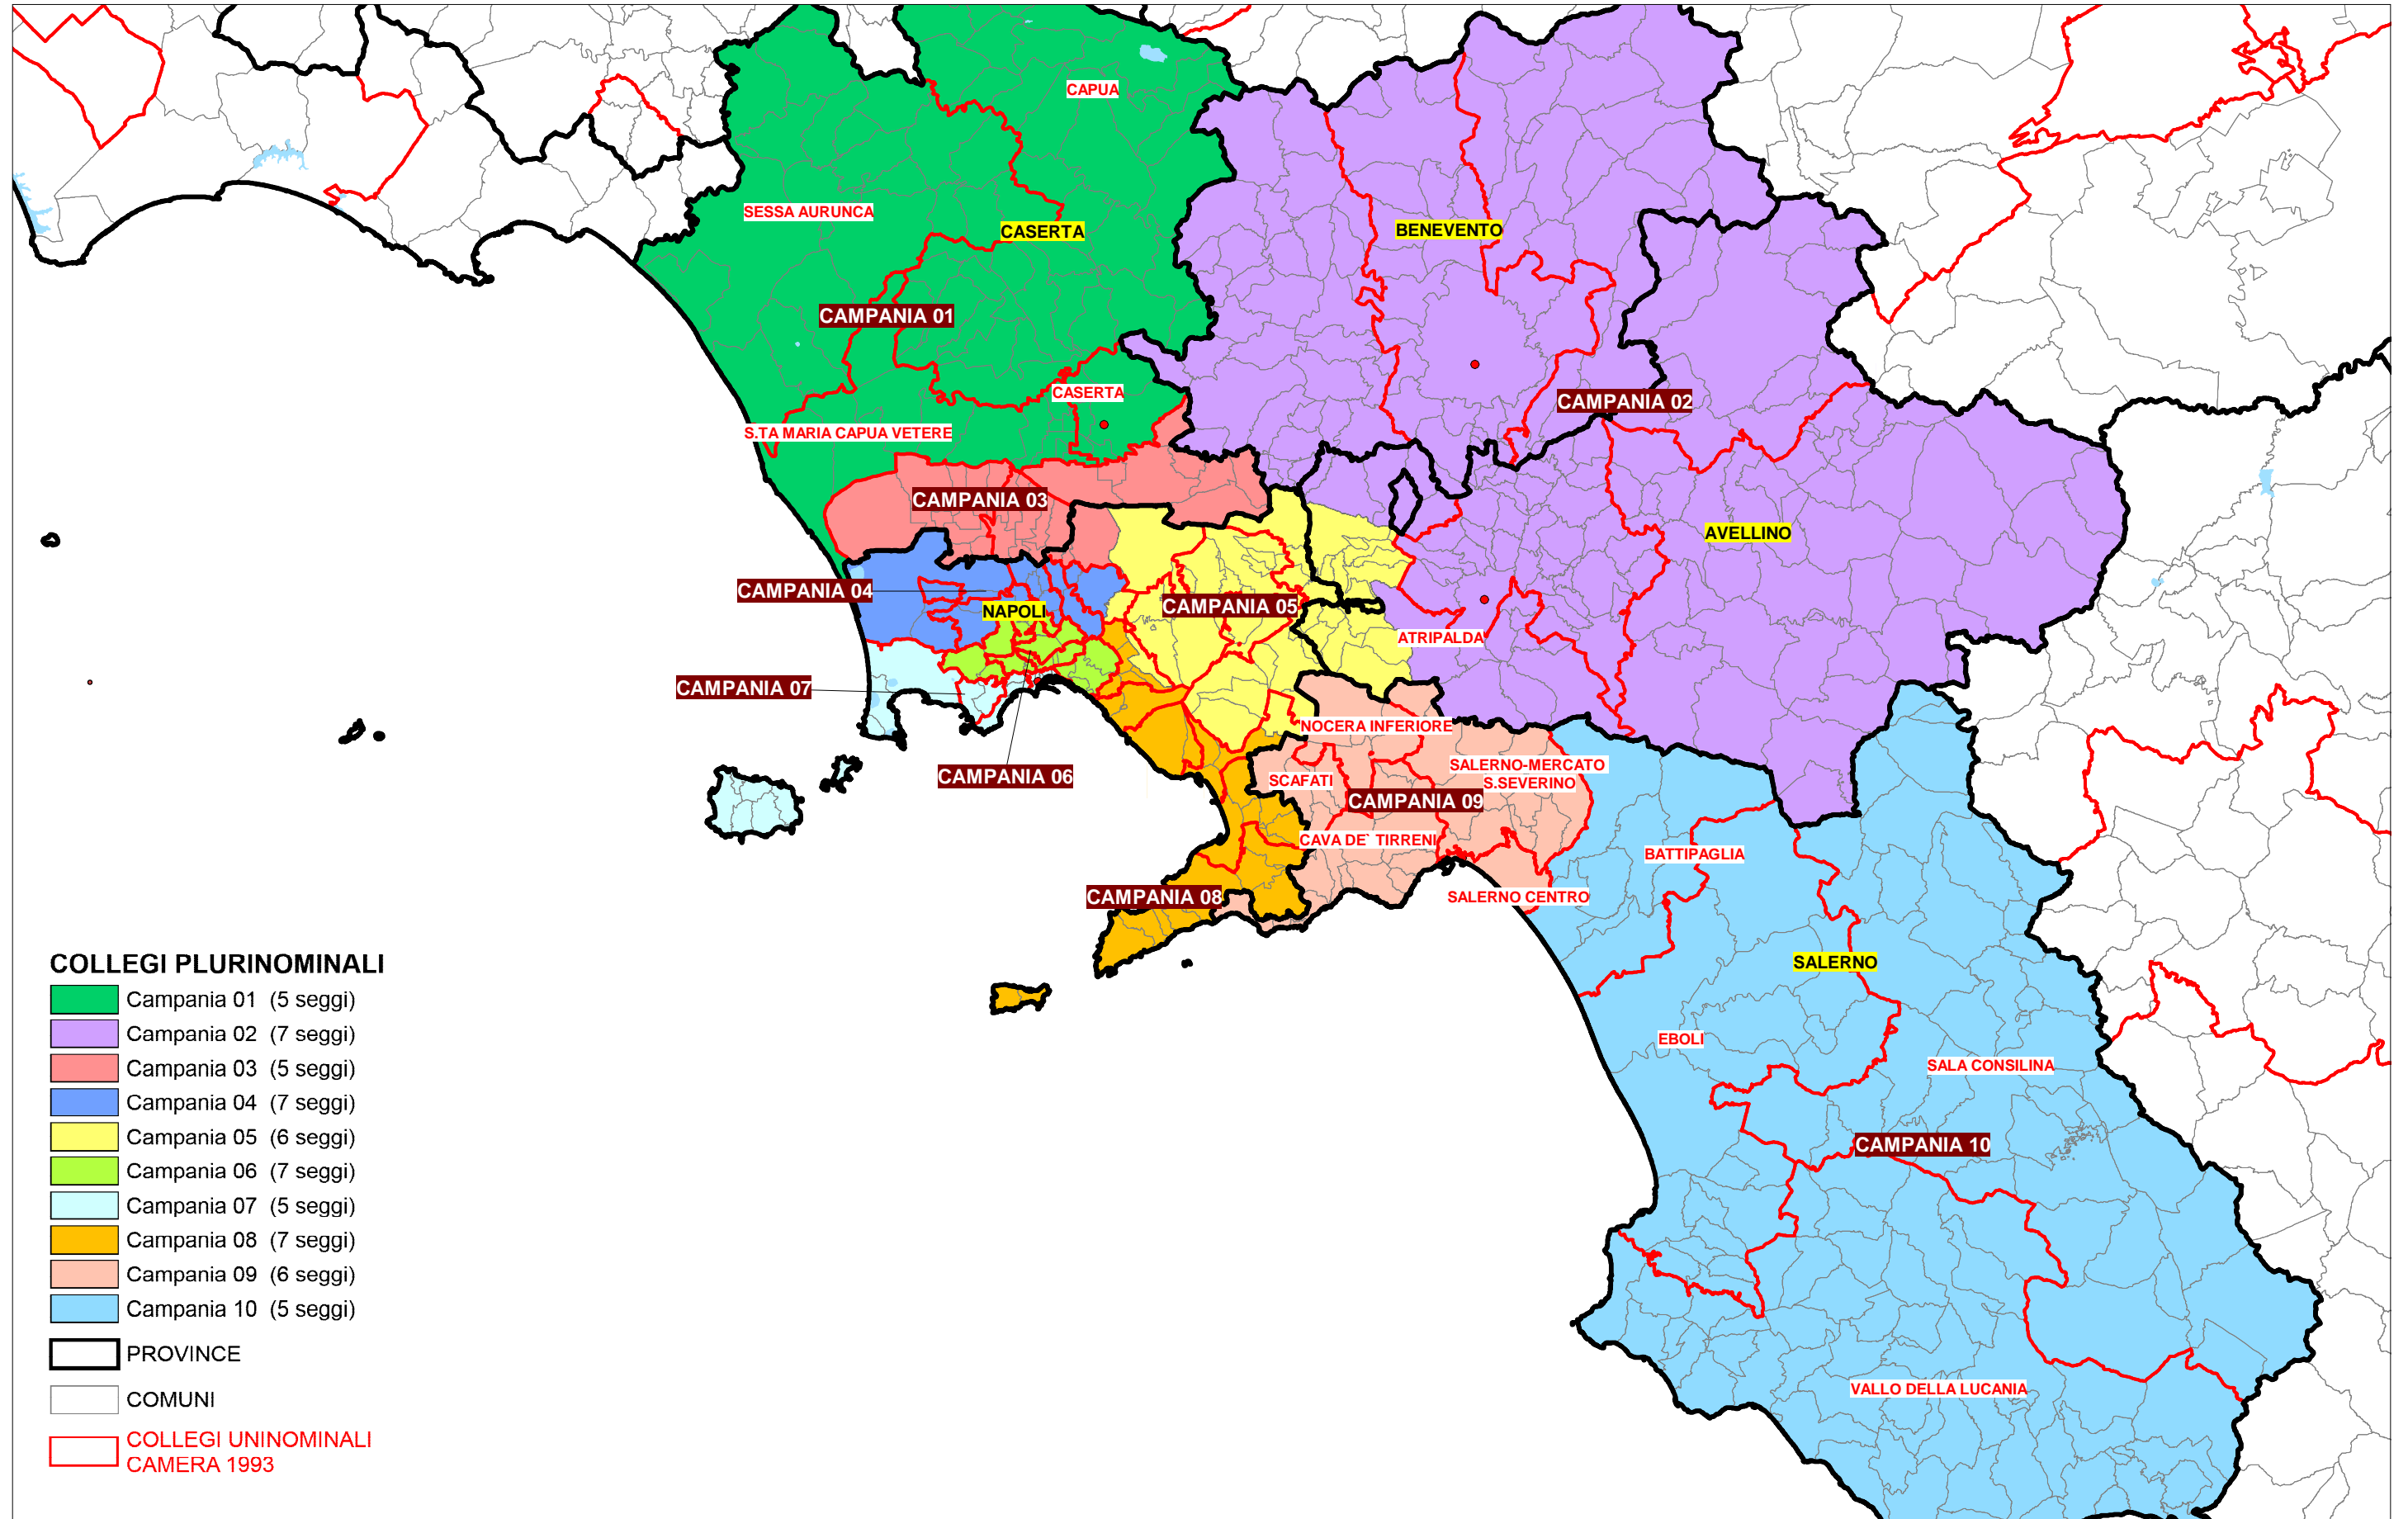 CAPUA
SESSA AURUNCA
CASERTA
BENEVENTO
CAMPANIA 01
CASERTA
CAMPANIA 02
S.TA MARIA CAPUA VETERE
CAMPANIA 03
AVELLINO
CAMPANIA 04
NAPOLI
CAMPANIA 05
ATRIPALDA
CAMPANIA 07
NOCERA INFERIORE
CAMPANIA 06
SCAFATI
SALERNO-MERCATO
S.SEVERINO
CAMPANIA 09
CAVA DE` TIRRENI
BATTIPAGLIA
CAMPANIA 08
SALERNO CENTRO
SALERNO
EBOLI
SALA CONSILINA
CAMPANIA 10
VALLO DELLA LUCANIA
COLLEGI PLURINOMINALI
Campania 01 (5 seggi)
Campania 02 (7 seggi)
Campania 03 (5 seggi)
Campania 04 (7 seggi)
Campania 05 (6 seggi)
Campania 06 (7 seggi)
Campania 07 (5 seggi)
Campania 08 (7 seggi)
Campania 09 (6 seggi)
Campania 10 (5 seggi)
PROVINCE
COMUNI
COLLEGI UNINOMINALI
CAMERA 1993